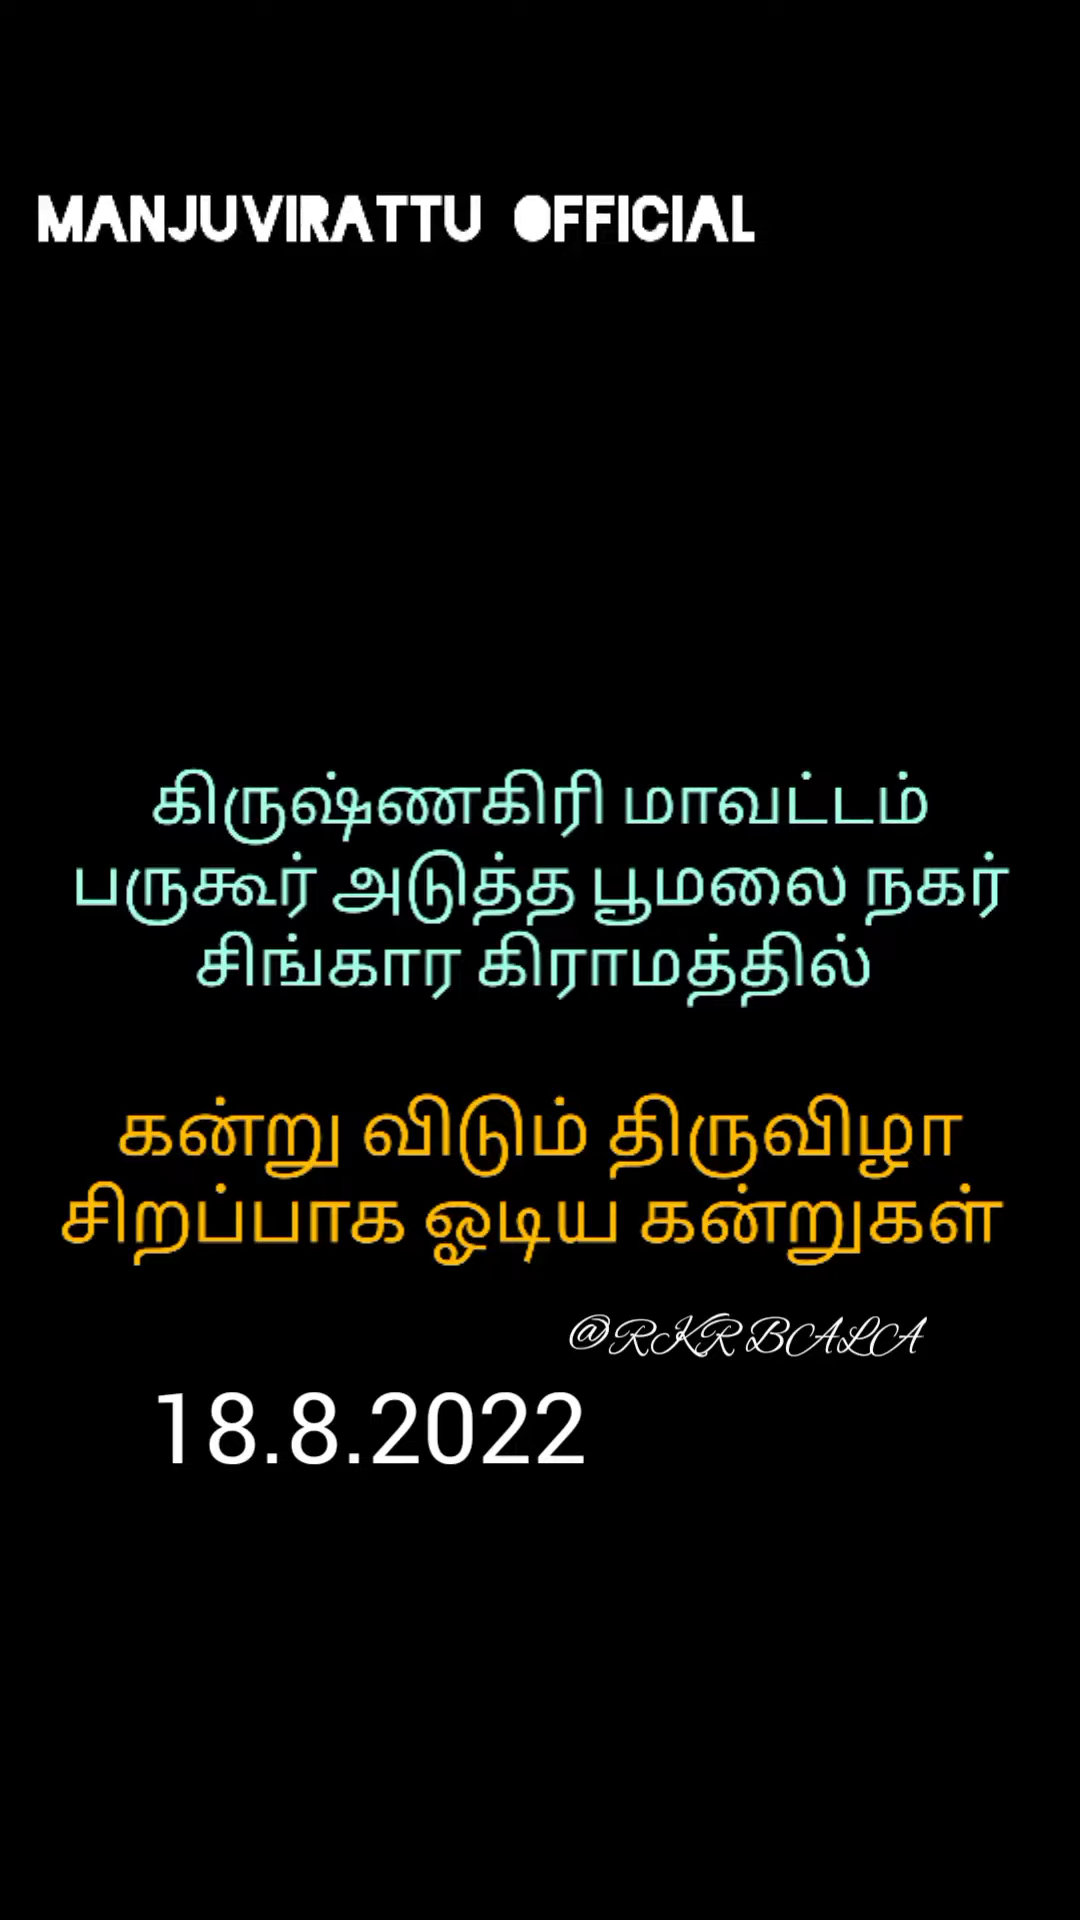 MANJUVIRATTU OFFICIAL
கிருஷ்ணகிரி மாவட்டம்
பருகூர் அடுத்த பூமலை நகர்
சிங்கார கிராமத்தில்
கன்று விடும் திருவிழா
சிறப்பாக ஓடிய கன்றுகள்
@RKR BALA
18.8.2022